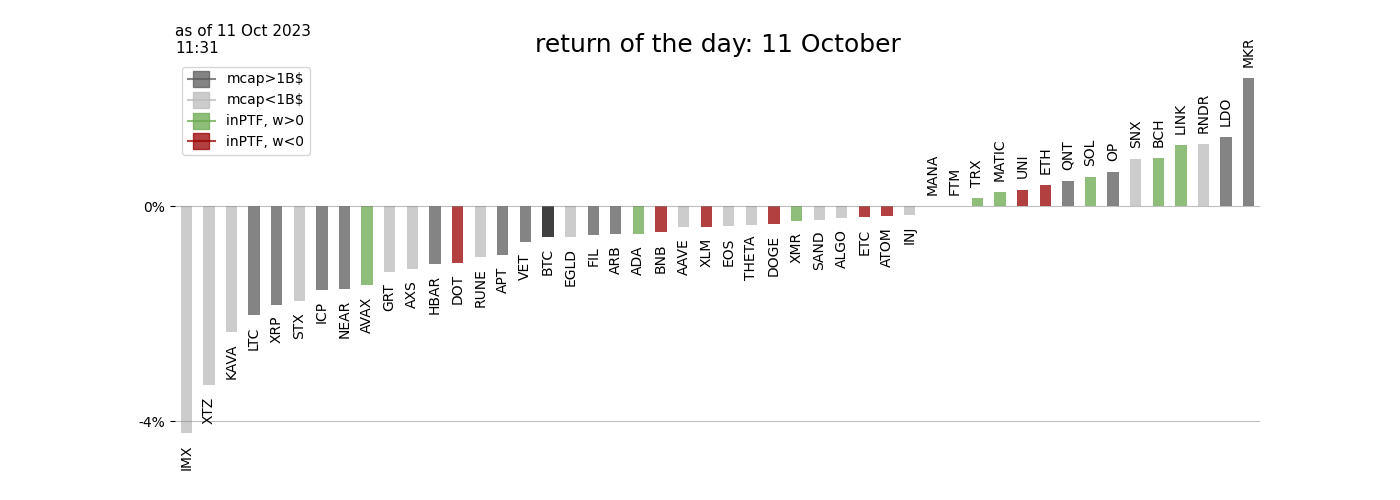 as of 11 Oct 2023
11:31
return of the day: 11 October
mcap>1B$
mcap<1B$
inPTF, w>0
inPTF, w<0
0%
-4%
IMX
XTZ
KAVA
LTC
XRP
STX
ICP
NEAR
AVAX
GRT
AXS
HBAR
DOT
RUNE
APT
VET
BTC
EGLD
FIL
ARB
ADA
BNB
AAVE
XLM
EOS
THETA
DOGE
XMR
SAND
ALGO
ETC
ATOM
INJ
MANA
FTM
TRX
MATIC
UNI
ETH
QNT
SOL
OP
SNX
BCH
LINK
RNDR
LDO
MKR